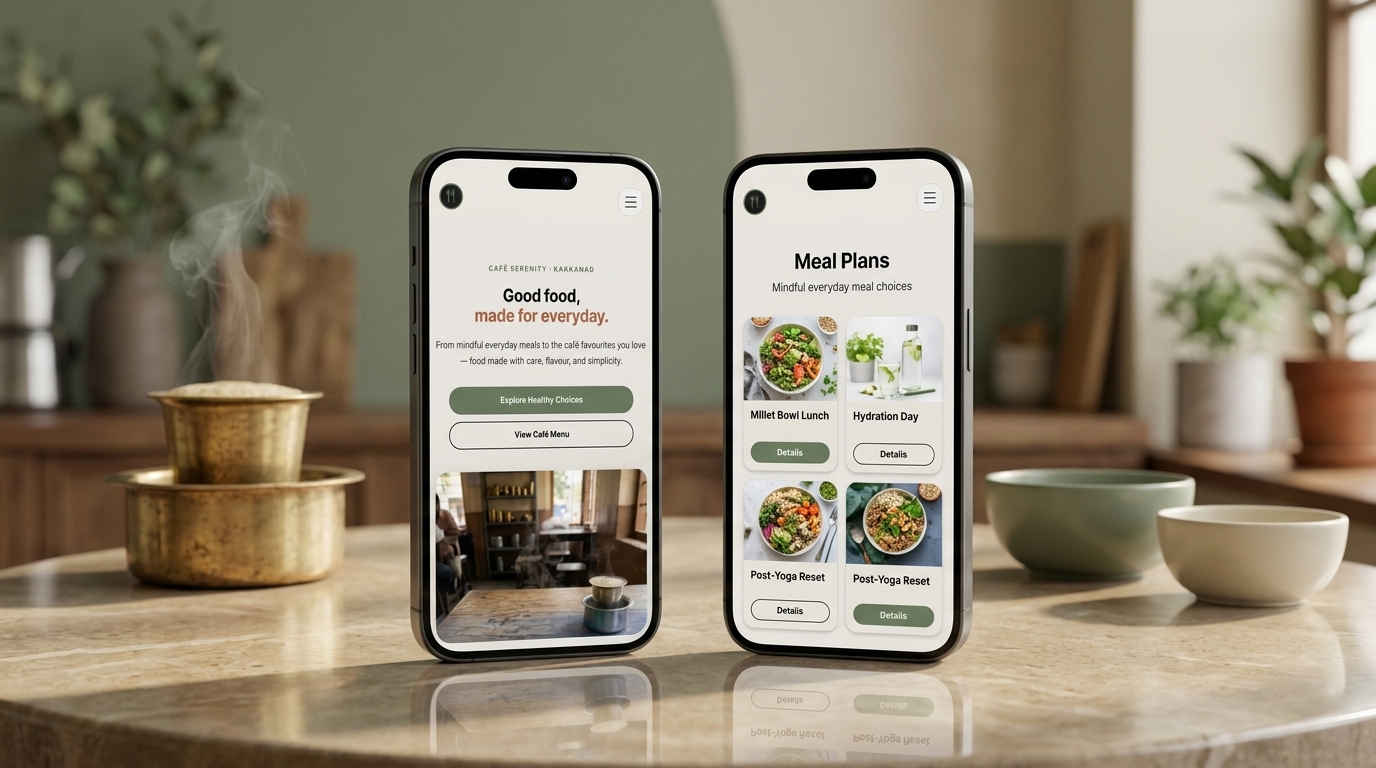 CAFÉ SERENITY · KAKKANAD
Good food,
made for everyday.
From mindful everyday meals to the café favourites you love
— food made with care, flavour, and simplicity.
Explore Healthy Choices
View Café Menu
Meal Plans
Mindful everyday meal choices
Millet Bowl Lunch
Hydration Day
Details
Details
Post-Yoga Reset
Post-Yoga Reset
Details
Details